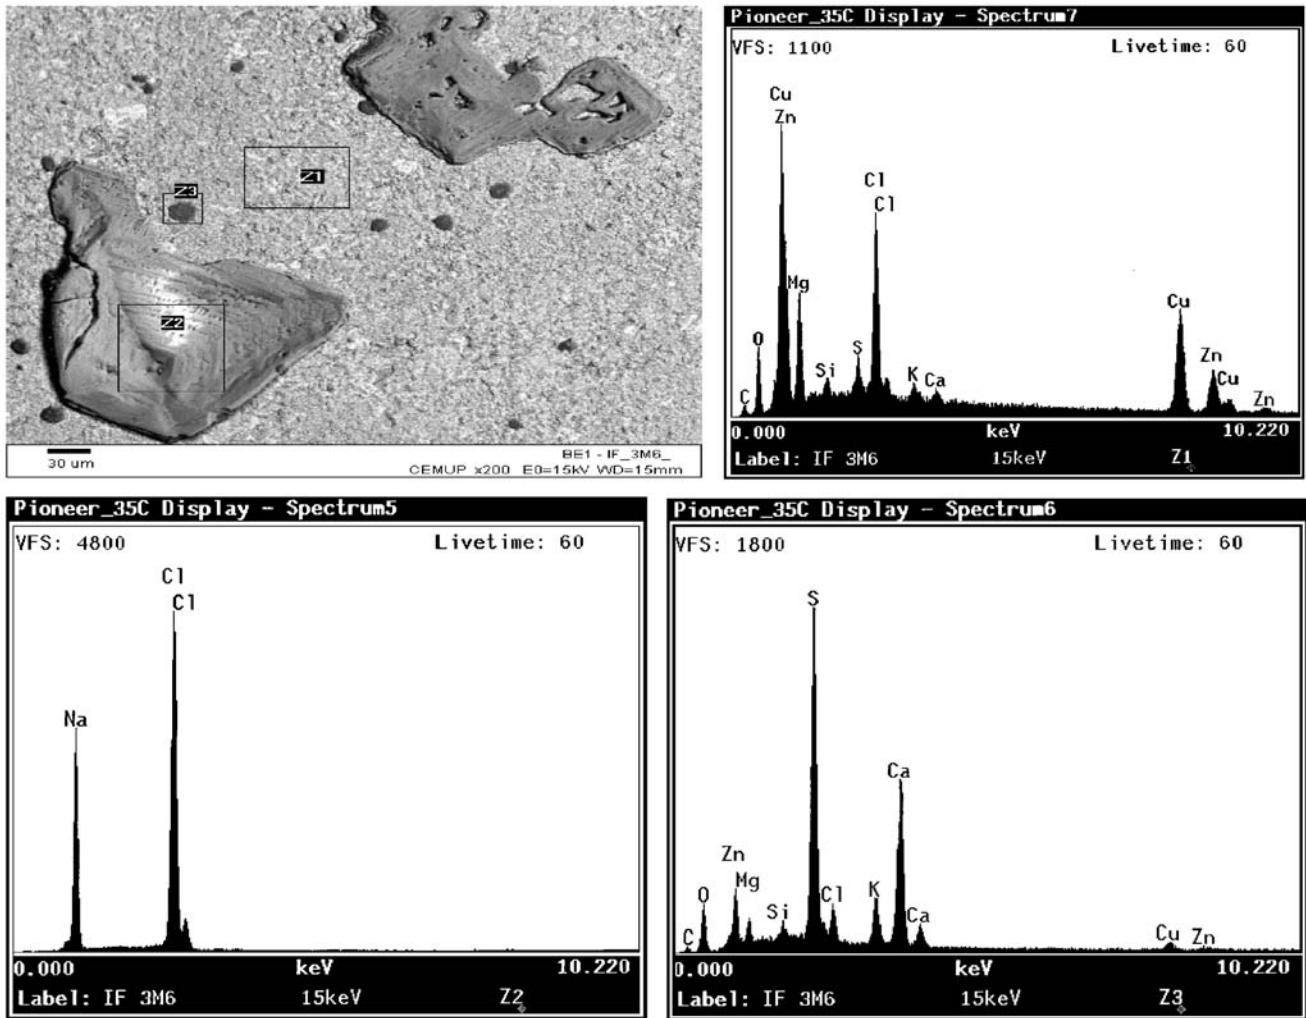 Z3
Z1
Z2
30 um
BE1 - IF_3M6_
CEMUP x200 E0=15kV WD=15mm
Pioneer_35C Display - Spectrum7
VFS: 1100 Livetime: 60
Cu
Zn
Cl
Cl
Mg
Cu
O
S
Zn
Si
K
Ca
Cu
C
Zn
0.000 keV 10.220
Label: IF 3M6 15keV Z1
Pioneer_35C Display - Spectrum5
VFS: 4800 Livetime: 60
Cl
Cl
Na
0.000 keV 10.220
Label: IF 3M6 15keV Z2
Pioneer_35C Display - Spectrum6
VFS: 1800 Livetime: 60
S
Ca
Zn
Mg
O
Cl
K
Si
Ca
C
Cu
Zn
0.000 keV 10.220
Label: IF 3M6 15keV Z3